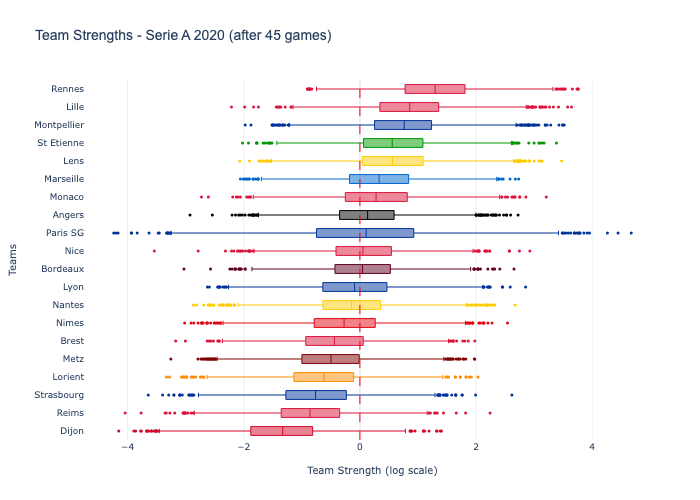 Team Strengths - Serie A 2020 (after 45 games)
Rennes
Lille
Montpellier
St Etienne
Lens
Marseille
Monaco
Angers
Paris SG
Nice
Bordeaux
Lyon
Nantes
Nimes
Brest
Metz
Lorient
Strasbourg
Reims
Dijon
Teams
−4
−2
0
2
4
Team Strength (log scale)